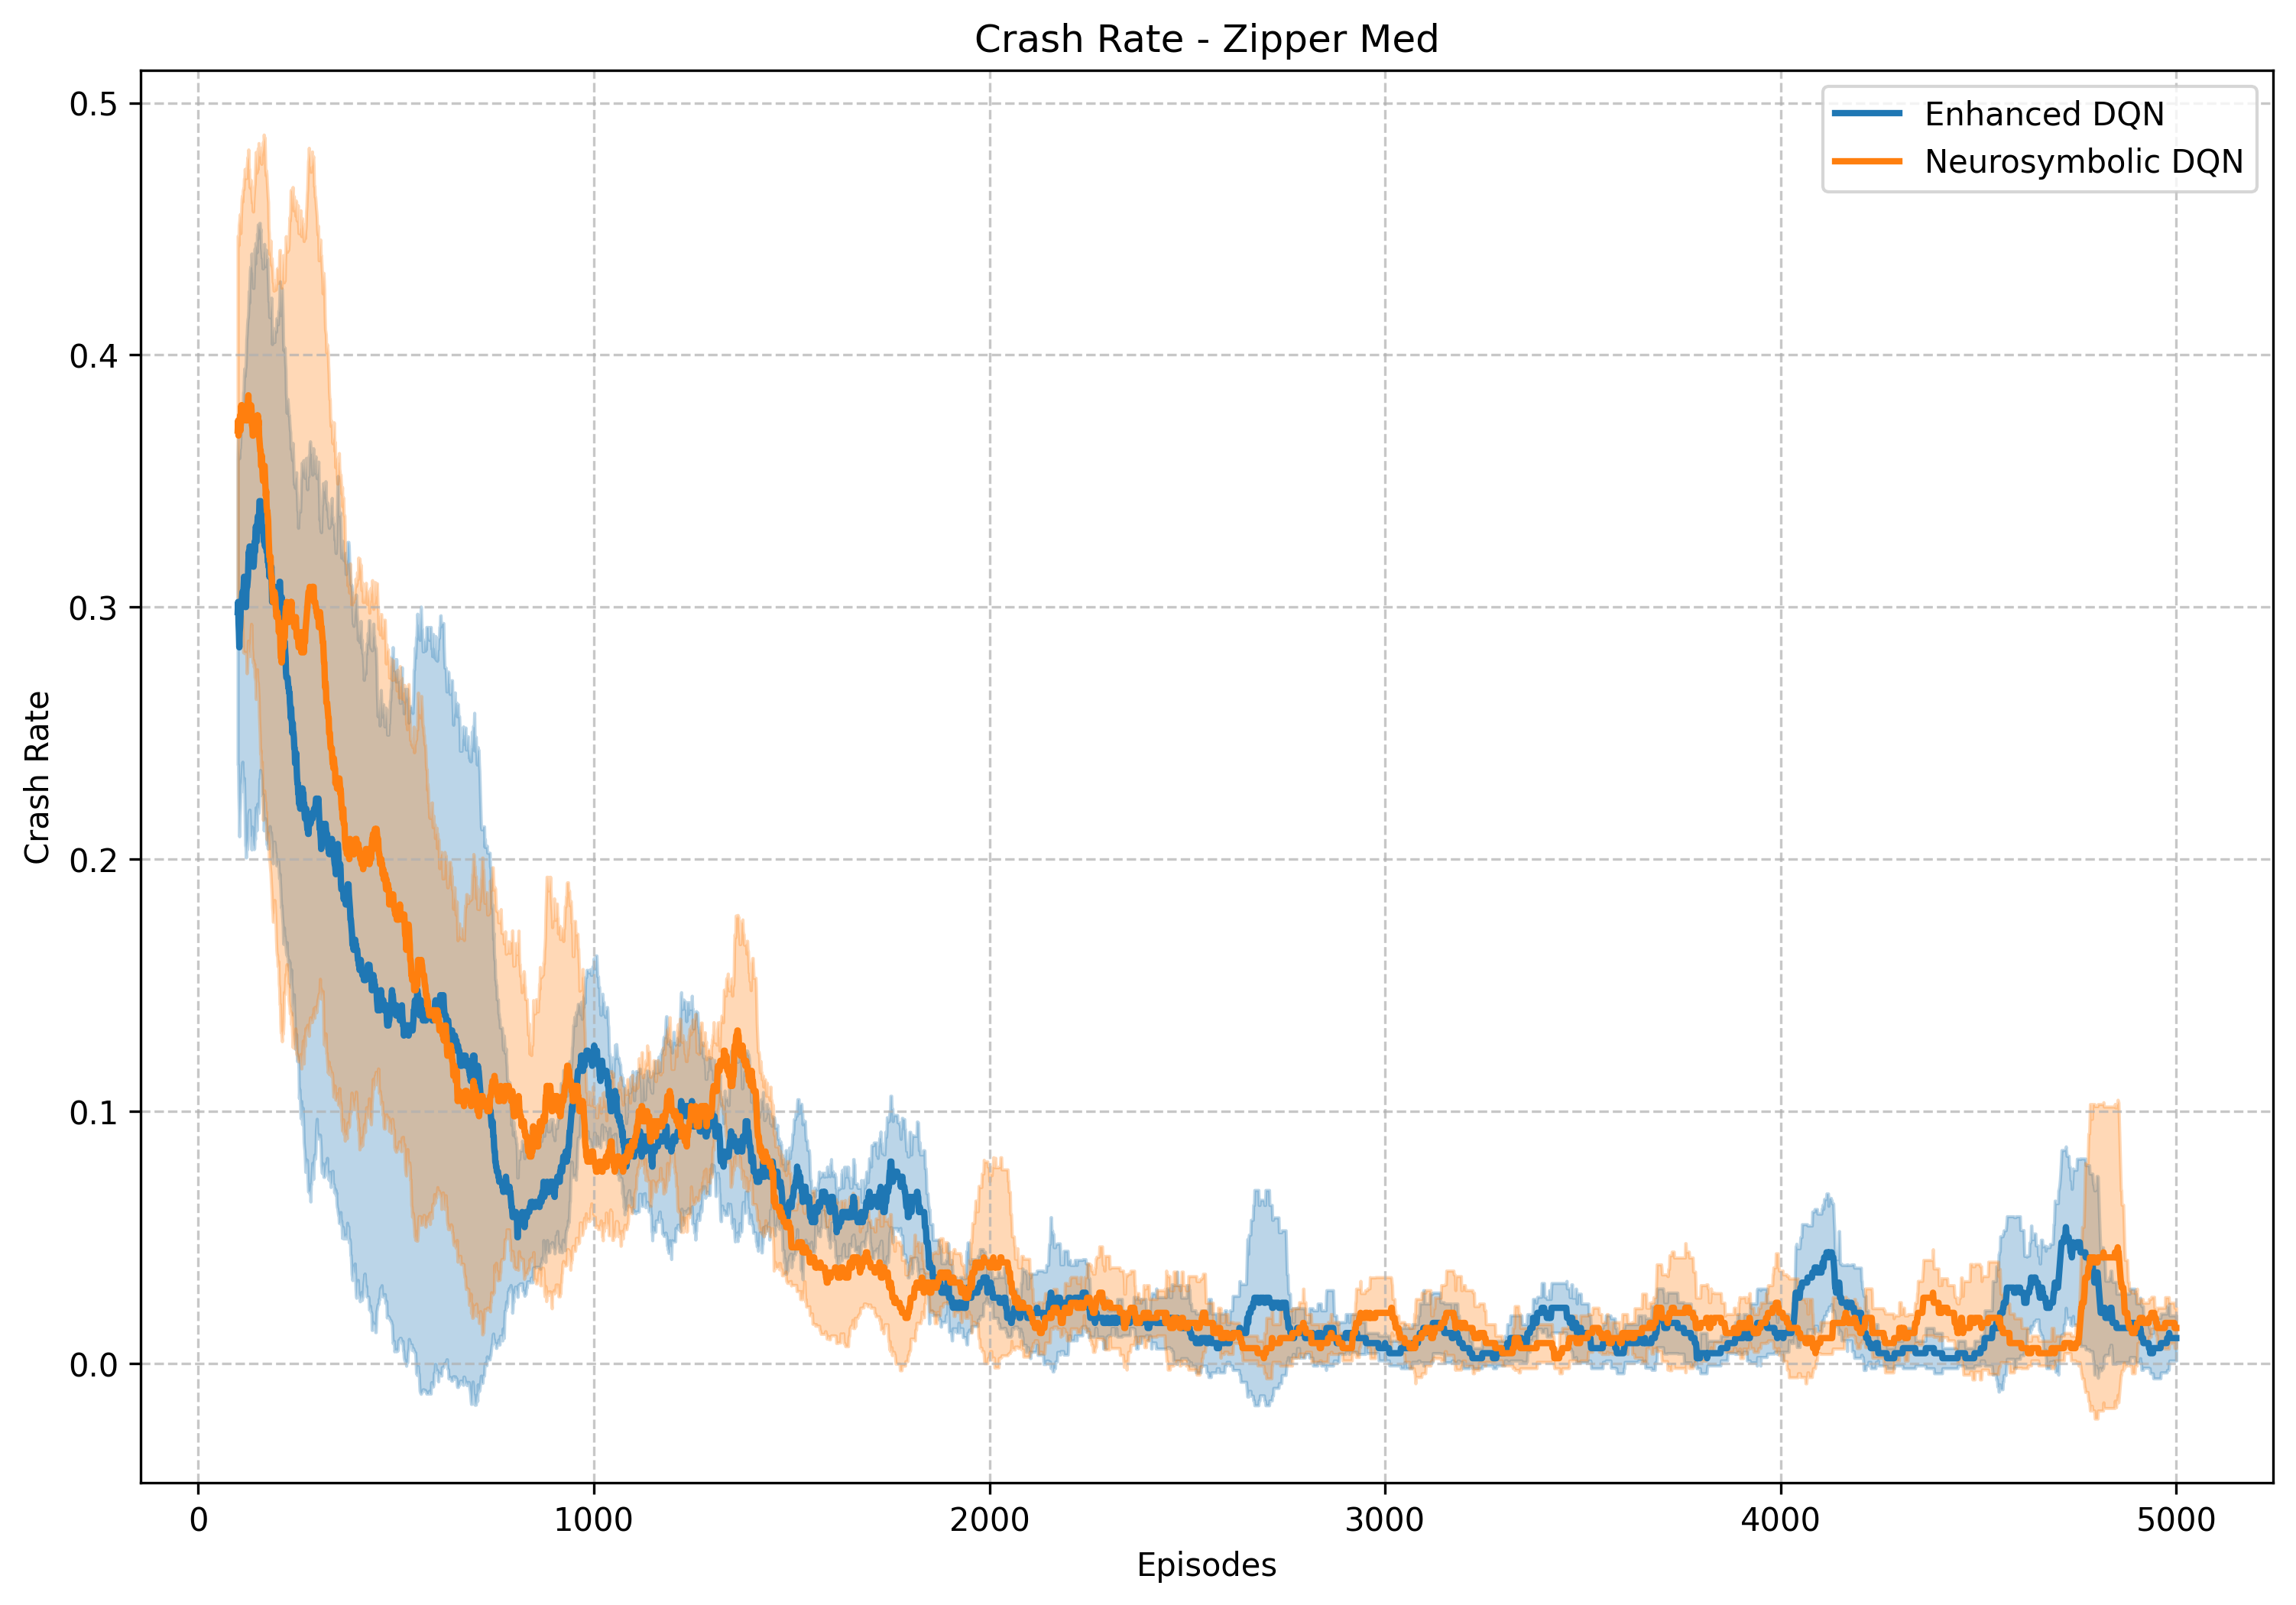 Crash Rate - Zipper Med
Enhanced DQN
Neurosymbolic DQN
Crash Rate
0.5
0.4
0.3
0.2
0.1
0.0
0
1000
2000
3000
4000
5000
Episodes